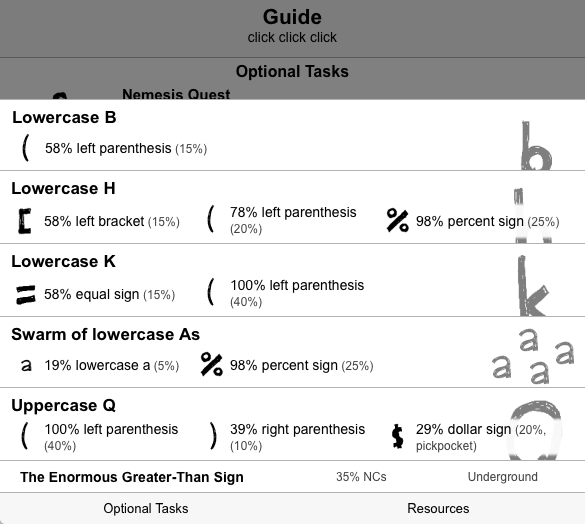 Guide
click click click
Optional Tasks
Nemesis Quest
Lowercase B
( 58% left parenthesis (15%)
b
Lowercase H
[ 58% left bracket (15%)
( 78% left parenthesis (20%)
% 98% percent sign (25%)
h
Lowercase K
= 58% equal sign (15%)
( 100% left parenthesis (40%)
k
Swarm of lowercase As
a 19% lowercase a (5%)
% 98% percent sign (25%)
a a a a
Uppercase Q
( 100% left parenthesis (40%)
) 39% right parenthesis (10%)
$ 29% dollar sign (20%, pickpocket)
Q
The Enormous Greater-Than Sign 35% NCs Underground
Optional Tasks Resources